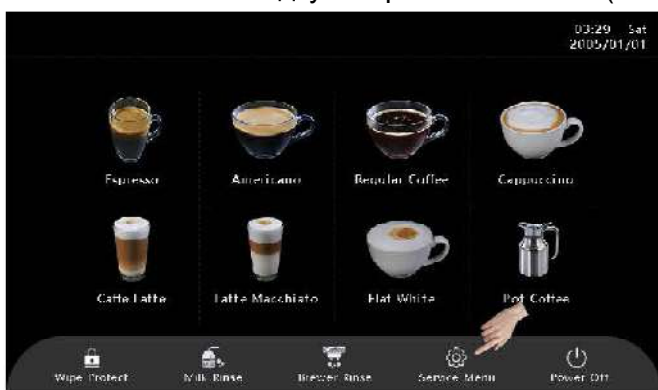 03:29 Sat
2005/01/01
Espresso
Americano
Regular Coffee
Cappuccino
Caffe Latte
Latte Macchiato
Flat White
Pot Coffee
Wipe Protect
Milk Rinse
Brewer Rinse
Service Menu
Power Off